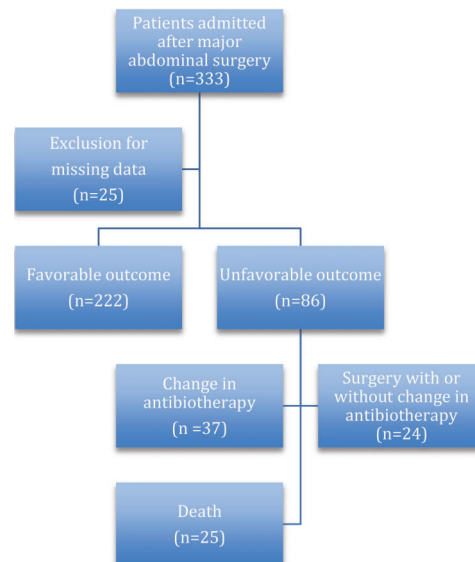 Patients admitted
after major
abdominal surgery
(n=333)
Exclusion for
missing data
(n=25)
Favorable outcome
(n=222)
Unfavorable outcome
(n=86)
Change in
antibiotherapy
(n =37)
Surgery with or
without change in
antibiotherapy
(n=24)
Death
(n=25)